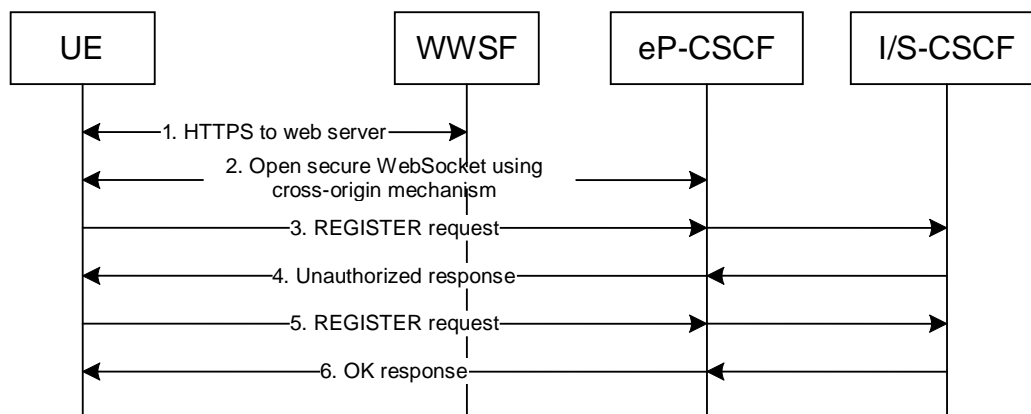 UE
WWSF
eP-CSCF
I/S-CSCF
1. HTTPS to web server
2. Open secure WebSocket using
cross-origin mechanism
3. REGISTER request
4. Unauthorized response
5. REGISTER request
6. OK response